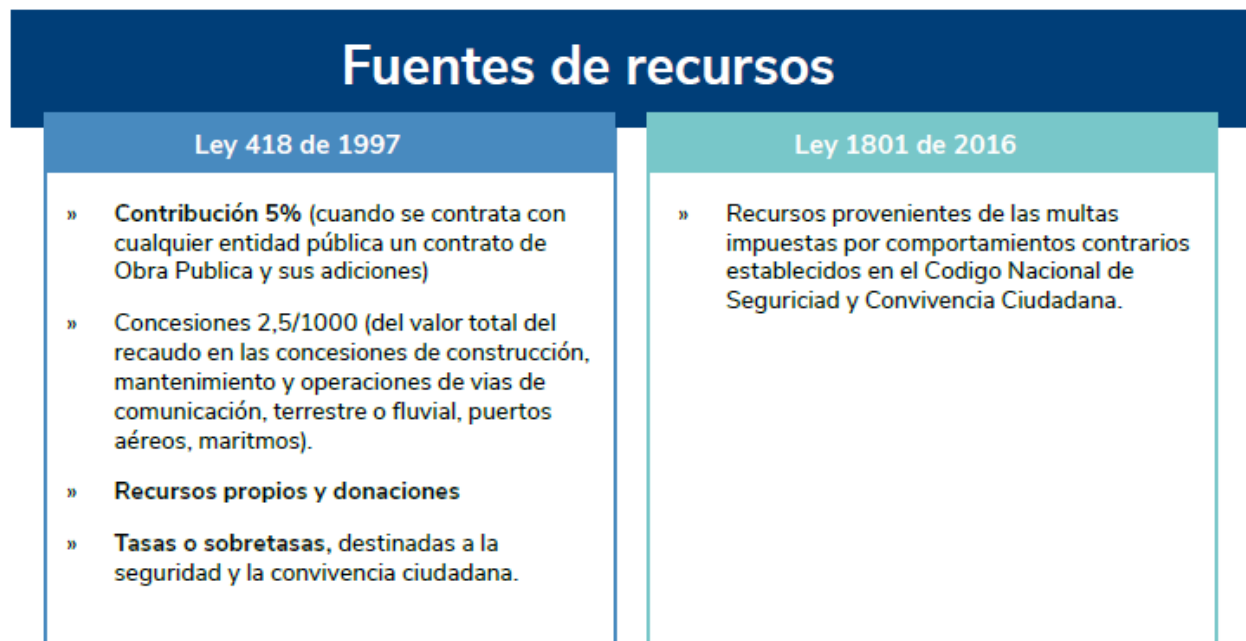 Fuentes de recursos
Ley 418 de 1997
» Contribución 5% (cuando se contrata con
cualquier entidad pública un contrato de
Obra Publica y sus adiciones)
» Concesiones 2,5/1000 (del valor total del
recaudo en las concesiones de construcción,
mantenimiento y operaciones de vias de
comunicación, terrestre o fluvial, puertos
aéreos, maritmos).
» Recursos propios y donaciones
» Tasas o sobretasas, destinadas a la
seguridad y la convivencia ciudadana.
Ley 1801 de 2016
» Recursos provenientes de las multas
impuestas por comportamientos contrarios
establecidos en el Codigo Nacional de
Seguriciad y Convivencia Ciudadana.